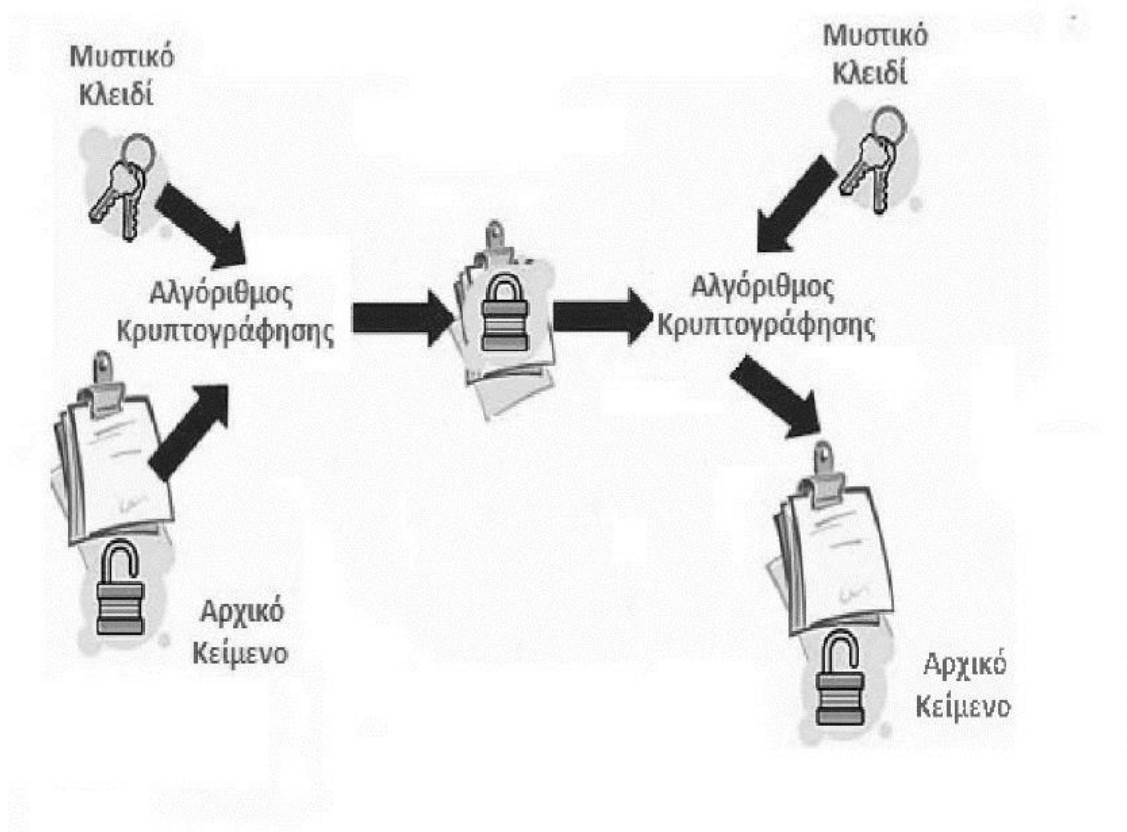 Μυστικό
Κλειδί
Αλγόριθμος
Κρυπτογράφησης
Αρχικό
Κείμενο
Μυστικό
Κλειδί
Αλγόριθμος
Κρυπτογράφησης
Αρχικό
Κείμενο